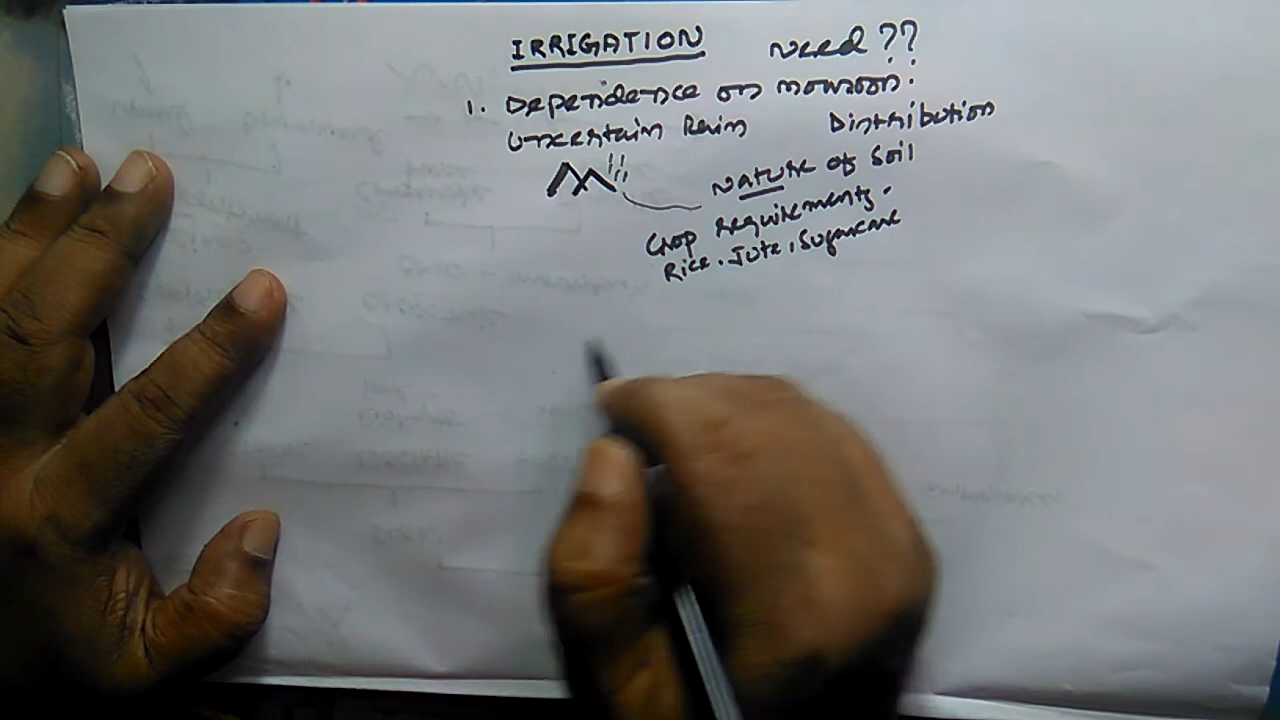 IRRIGATION Need ??
1. Dependence on monsoon:
Uncertain Rain Distribution
Nature of Soil
Crop Requirements.
Rice, Jute, Sugarcane